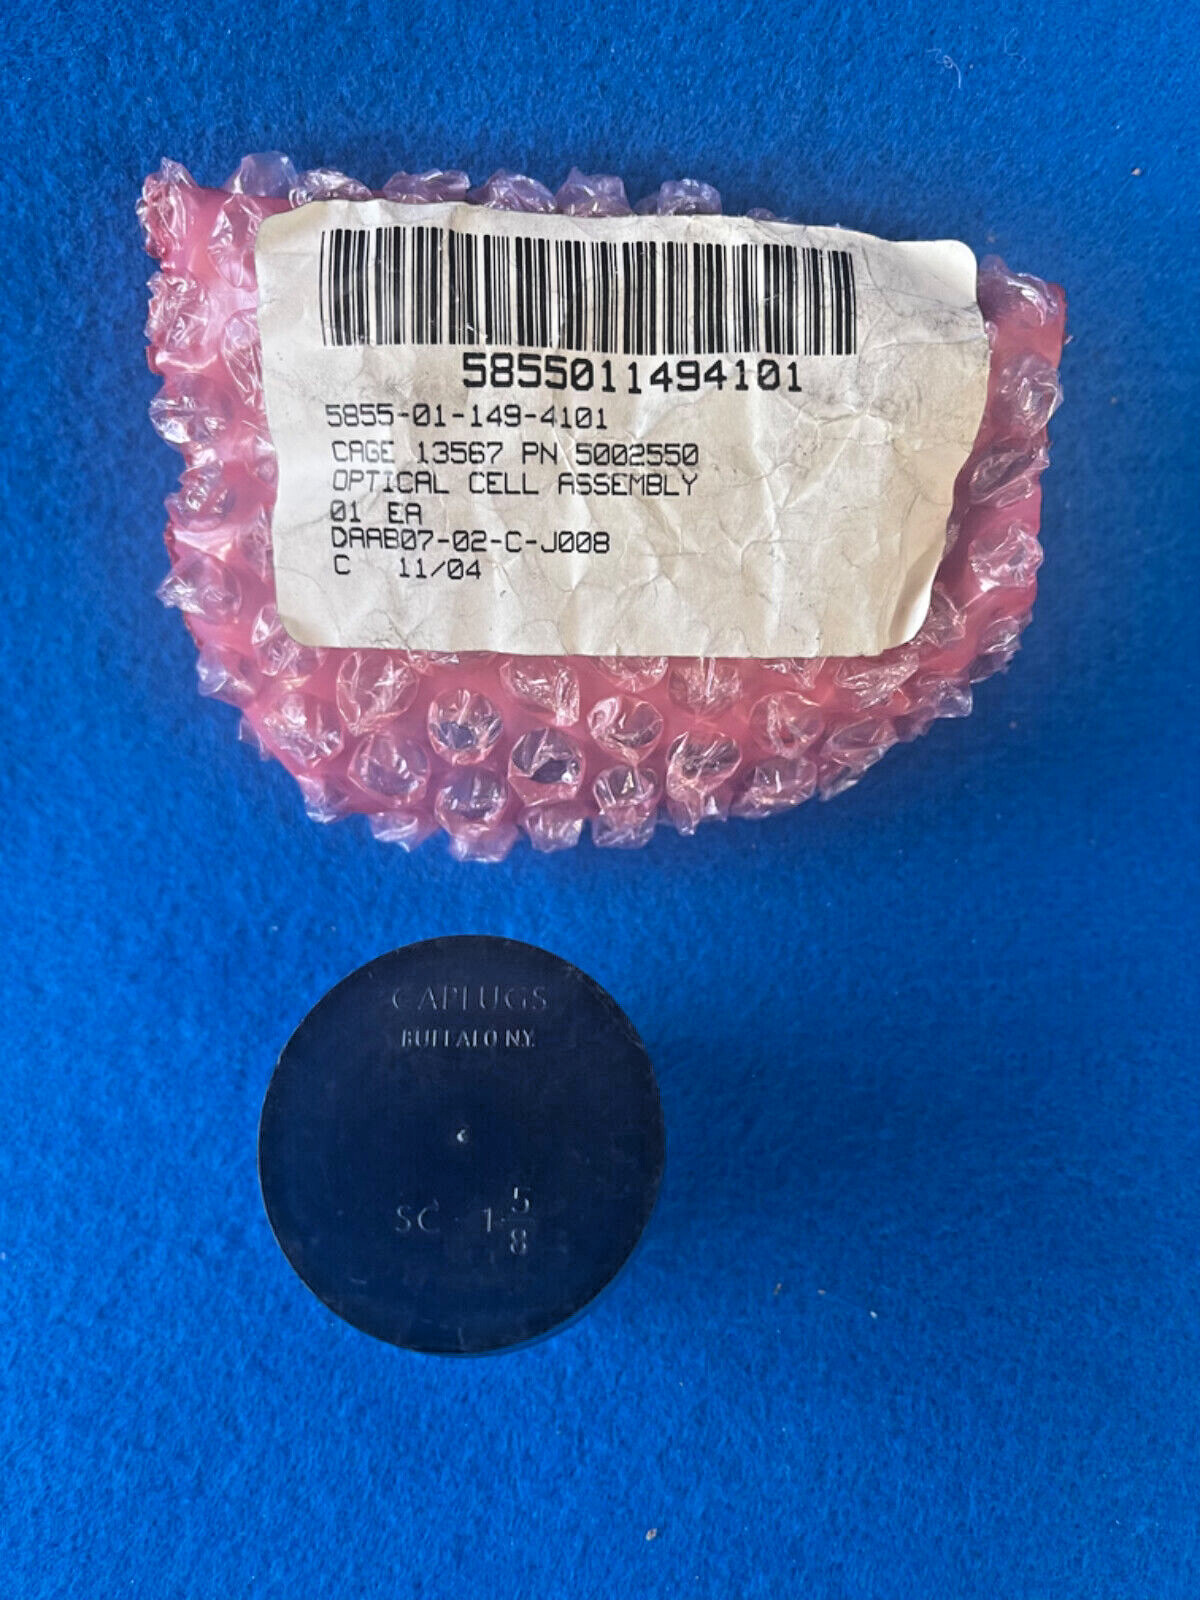 5855011494101
5855-01-149-4101
CAGE 13567 PN 5002550
OPTICAL CELL ASSEMBLY
01 EA
DAAB07-02-C-J008
C 11/04
CAPLUGS
BUFFALO N.Y.
SC - 1 5/8